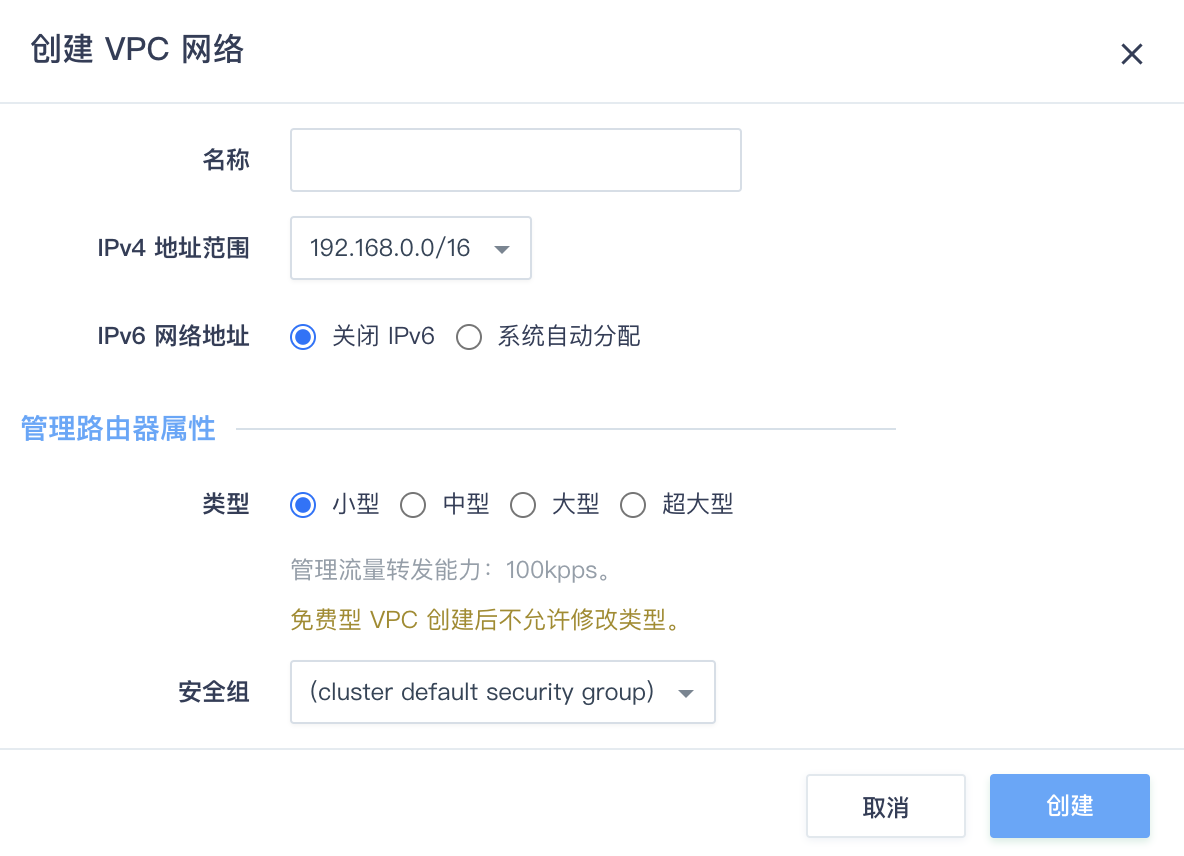 创建 VPC 网络
名称
IPv4 地址范围 192.168.0.0/16
IPv6 网络地址 关闭 IPv6 系统自动分配
管理路由器属性
类型 小型 中型 大型 超大型
管理流量转发能力：100kpps。
免费型 VPC 创建后不允许修改类型。
安全组 (cluster default security group)
取消 创建